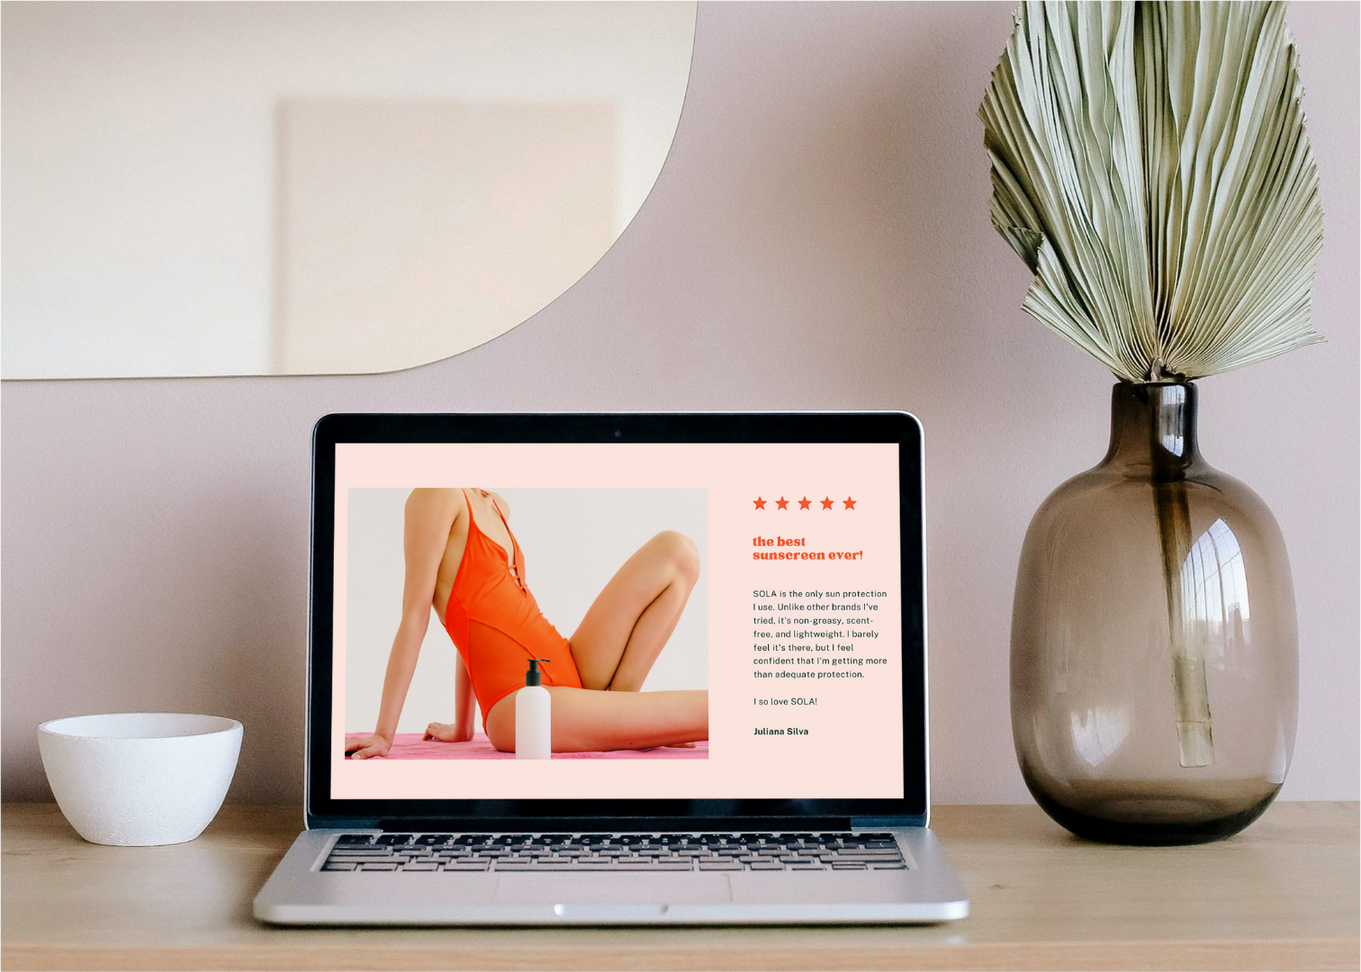 the best
sunscreen ever!
SOLA is the only sun protection
I use. Unlike other brands I've
tried, it's non-greasy, scent-
free, and lightweight. I barely
feel it's there, but I feel
confident that I'm getting more
than adequate protection.
I so love SOLA!
Juliana Silva